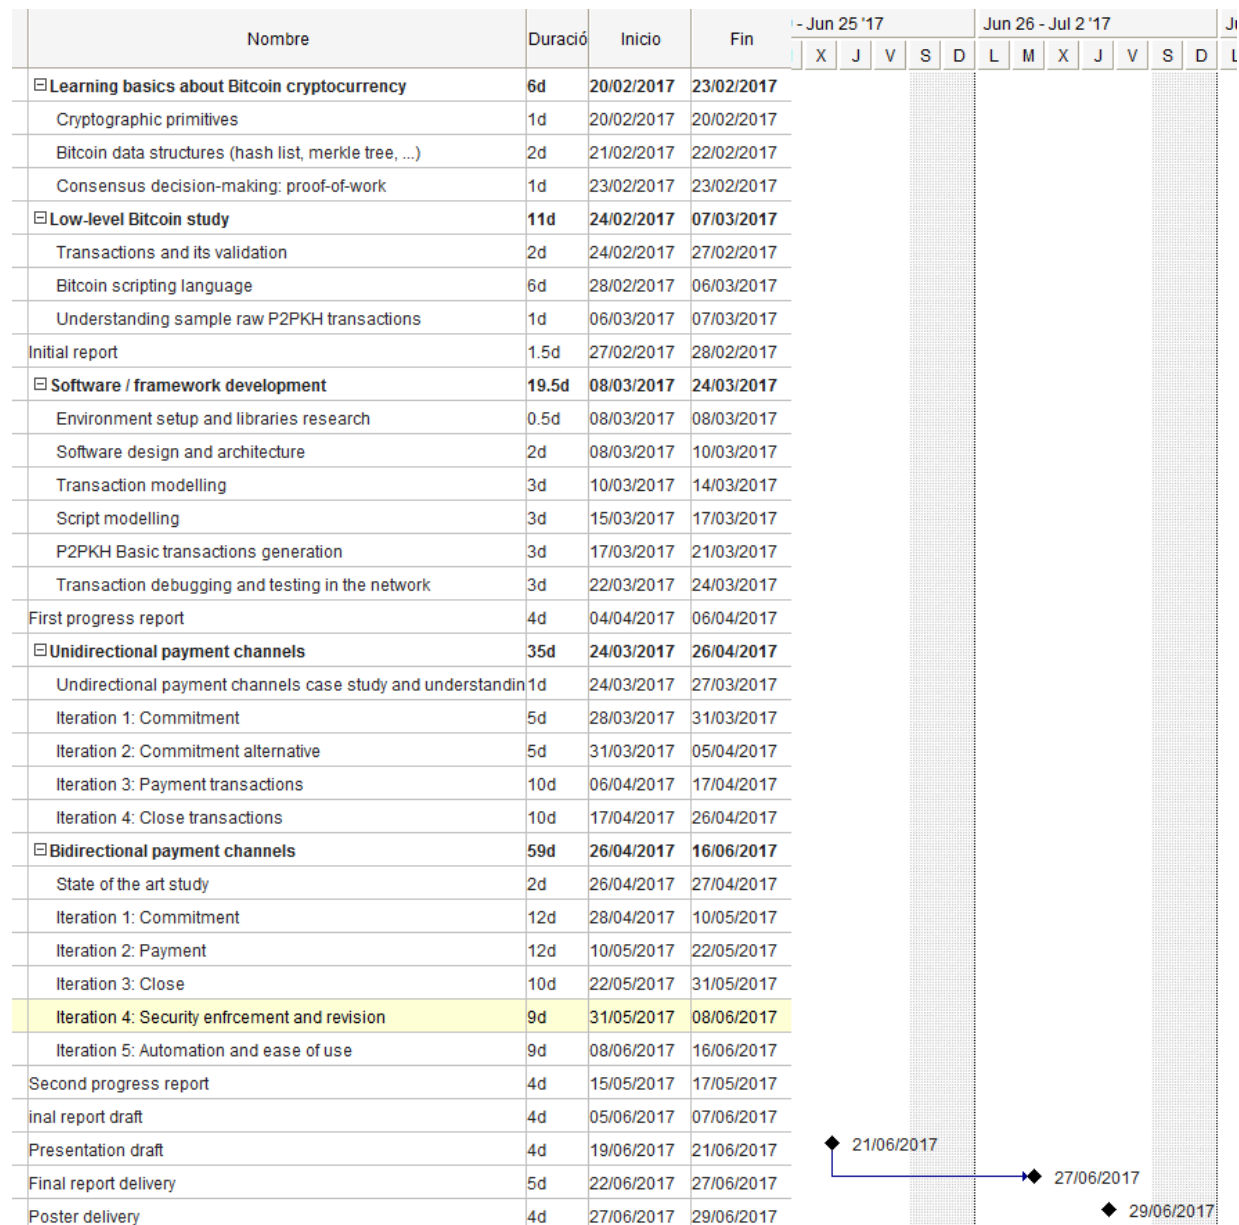 Nombre Duració Inicio Fin - Jun 25 '17 Jun 26 - Jul 2 '17
X J V S D L M X J V S D
Learning basics about Bitcoin cryptocurrency 6d 20/02/2017 23/02/2017
Cryptographic primitives 1d 20/02/2017 20/02/2017
Bitcoin data structures (hash list, merkle tree, ...) 2d 21/02/2017 22/02/2017
Consensus decision-making: proof-of-work 1d 23/02/2017 23/02/2017
Low-level Bitcoin study 11d 24/02/2017 07/03/2017
Transactions and its validation 2d 24/02/2017 27/02/2017
Bitcoin scripting language 6d 28/02/2017 06/03/2017
Understanding sample raw P2PKH transactions 1d 06/03/2017 07/03/2017
Initial report 1.5d 27/02/2017 28/02/2017
Software / framework development 19.5d 08/03/2017 24/03/2017
Environment setup and libraries research 0.5d 08/03/2017 08/03/2017
Software design and architecture 2d 08/03/2017 10/03/2017
Transaction modelling 3d 10/03/2017 14/03/2017
Script modelling 3d 15/03/2017 17/03/2017
P2PKH Basic transactions generation 3d 17/03/2017 21/03/2017
Transaction debugging and testing in the network 3d 22/03/2017 24/03/2017
First progress report 4d 04/04/2017 06/04/2017
Unidirectional payment channels 35d 24/03/2017 26/04/2017
Undirectional payment channels case study and understandin 1d 24/03/2017 27/03/2017
Iteration 1: Commitment 5d 28/03/2017 31/03/2017
Iteration 2: Commitment alternative 5d 31/03/2017 05/04/2017
Iteration 3: Payment transactions 10d 06/04/2017 17/04/2017
Iteration 4: Close transactions 10d 17/04/2017 26/04/2017
Bidirectional payment channels 59d 26/04/2017 16/06/2017
State of the art study 2d 26/04/2017 27/04/2017
Iteration 1: Commitment 12d 28/04/2017 10/05/2017
Iteration 2: Payment 12d 10/05/2017 22/05/2017
Iteration 3: Close 10d 22/05/2017 31/05/2017
Iteration 4: Security enfrcement and revision 9d 31/05/2017 08/06/2017
Iteration 5: Automation and ease of use 9d 08/06/2017 16/06/2017
Second progress report 4d 15/05/2017 17/05/2017
inal report draft 4d 05/06/2017 07/06/2017
Presentation draft 4d 19/06/2017 21/06/2017 21/06/2017
Final report delivery 5d 22/06/2017 27/06/2017 27/06/2017
Poster delivery 4d 27/06/2017 29/06/2017 29/06/2017